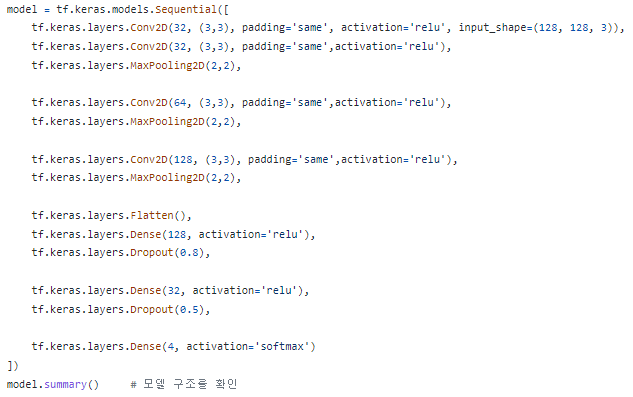 model = tf.keras.models.Sequential([
    tf.keras.layers.Conv2D(32, (3,3), padding='same', activation='relu', input_shape=(128, 128, 3)),
    tf.keras.layers.Conv2D(32, (3,3), padding='same',activation='relu'),
    tf.keras.layers.MaxPooling2D(2,2),
    tf.keras.layers.Conv2D(64, (3,3), padding='same',activation='relu'),
    tf.keras.layers.MaxPooling2D(2,2),
    tf.keras.layers.Conv2D(128, (3,3), padding='same',activation='relu'),
    tf.keras.layers.MaxPooling2D(2,2),
    tf.keras.layers.Flatten(),
    tf.keras.layers.Dense(128, activation='relu'),
    tf.keras.layers.Dropout(0.8),
    tf.keras.layers.Dense(32, activation='relu'),
    tf.keras.layers.Dropout(0.5),
    tf.keras.layers.Dense(4, activation='softmax')
])
model.summary()     # 모델 구조를 확인